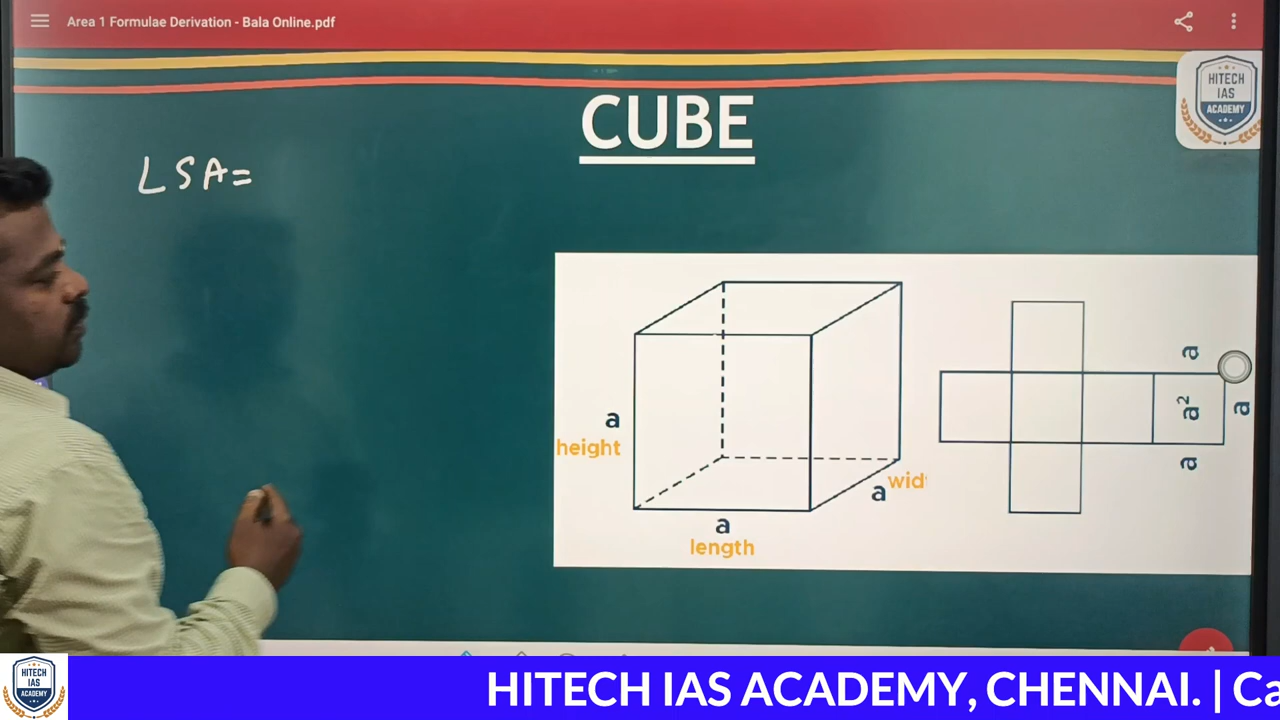 Area 1 Formulae Derivation - Bala Online.pdf
HITECH
IAS
ACADEMY
CUBE
LSA=
a
height
a
length
a
wid
a
a²
a
a
HITECH
IAS
ACADEMY
HITECH IAS ACADEMY, CHENNAI. | Ca